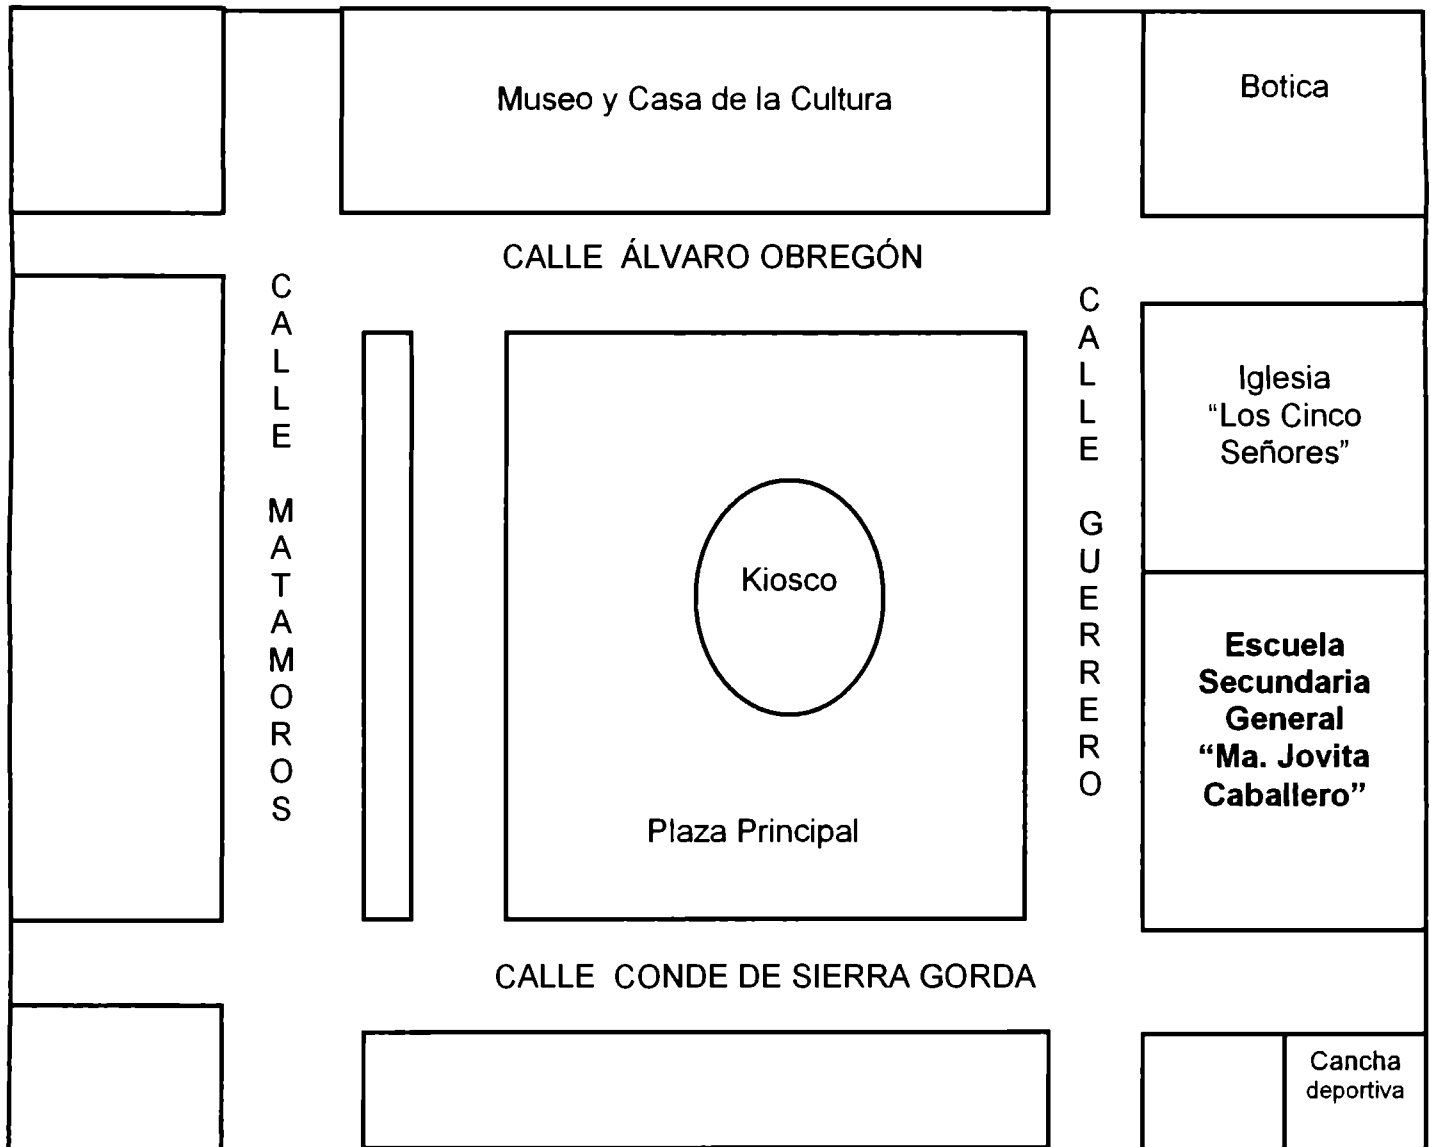 Museo y Casa de la Cultura
Botica
CALLE ÁLVARO OBREGÓN
CALLE MATAMOROS
CALLE GUERRERO
Iglesia
“Los Cinco
Señores”
Kiosco
Escuela
Secundaria
General
“Ma. Jovita
Caballero”
Plaza Principal
CALLE CONDE DE SIERRA GORDA
Cancha
deportiva